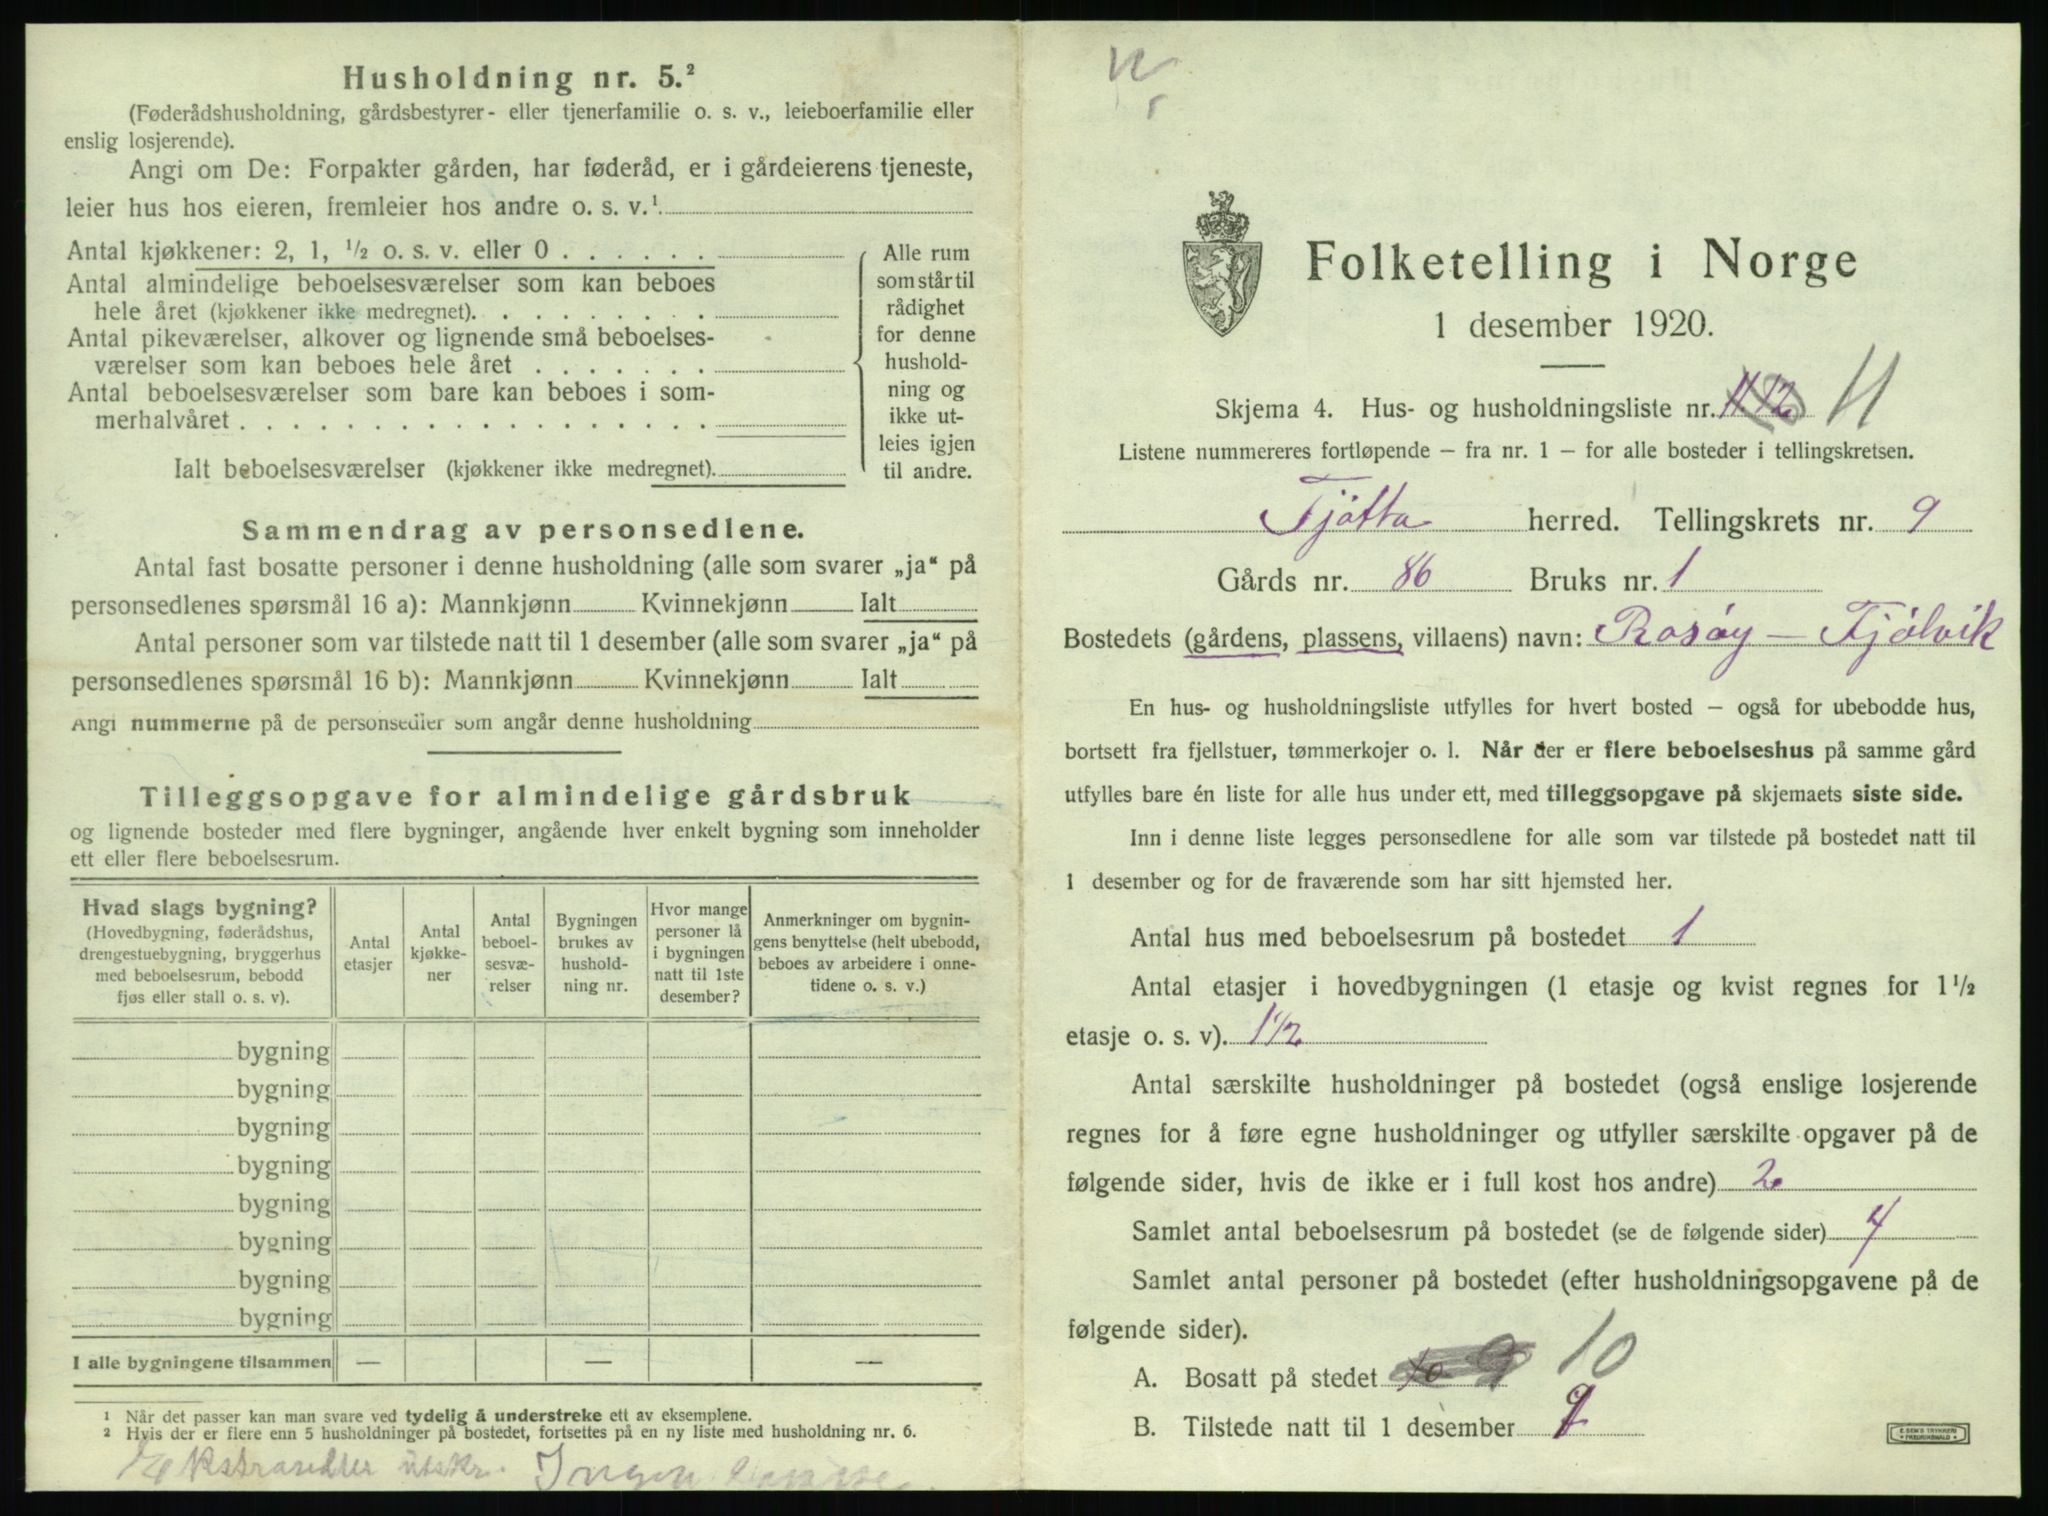 Husholdning nr. 5.²
(Føderådshusholdning, gårdsbestyrer- eller tjenerfamilie o. s. v., leieboerfamilie eller
enslig losjerende).
Angi om De: Forpakter gården, har føderåd, er i gårdeierens tjeneste,
leier hus hos eieren, fremleier hos andre o. s. v.¹
Antal kjøkkener: 2, 1, ½ o. s. v. eller 0 . . . . . .
Antal almindelige beboelsesværelser som kan beboes
hele året (kjøkkener ikke medregnet). . . . . . . . .
Antal pikeværelser, alkover og lignende små beboelses-
værelser som kan beboes hele året . . . . . . .
Antal beboelsesværelser som bare kan beboes i som-
merhalvåret . . . . . . . . . . . . . . . . . .
Ialt beboelsesværelser (kjøkkener ikke medregnet).
Alle rum
som står til
rådighet
for denne
hushold-
ning og
ikke ut-
leies igjen
til andre.
Sammendrag av personsedlene.
Antal fast bosatte personer i denne husholdning (alle som svarer „ja“ på
personsedlenes spørsmål 16 a): Mannkjønn Kvinnekjønn Ialt
Antal personer som var tilstede natt til 1 desember (alle som svarer „ja“ på
personsedlenes spørsmål 16 b): Mannkjønn Kvinnekjønn Ialt
Angi nummerne på de personsedler som angår denne husholdning
Tilleggsopgave for almindelige gårdsbruk
og lignende bosteder med flere bygninger, angående hver enkelt bygning som inneholder
ett eller flere beboelsesrum.
Hvad slags bygning?
(Hovedbygning, føderådshus,
drengestuebygning, bryggerhus
med beboelsesrum, bebodd
fjøs eller stall o. s. v).
Antal
etasjer
Antal
kjøkke-
ner
Antal
beboel-
sesvæ-
relser
Bygningen
brukes av
hushold-
ning nr.
Hvor mange
personer lå
i bygningen
natt til 1ste
desember?
Anmerkninger om bygnin-
gens benyttelse (helt ubebodd,
beboes av arbeidere i onne-
tidene o. s. v.)
bygning
bygning
bygning
bygning
bygning
bygning
bygning
bygning
I alle bygningene tilsammen — — —
¹ Når det passer kan man svare ved tydelig å understreke ett av eksemplene.
² Hvis der er flere enn 5 husholdninger på bostedet, fortsettes på en ny liste med husholdning nr. 6.
Ekstrasedler utskr. Ingen
Folketelling i Norge
1 desember 1920.
Skjema 4. Hus- og husholdningsliste nr. 11
Listene nummereres fortløpende – fra nr. 1 – for alle bosteder i tellingskretsen.
Tjøtta herred. Tellingskrets nr. 9
Gårds nr. 86 Bruks nr. 1
Bostedets (gårdens, plassens, villaens) navn: Rosøy – Fjølvik
En hus- og husholdningsliste utfylles for hvert bosted – også for ubebodde hus,
bortsett fra fjellstuer, tømmerkojer o. l. Når der er flere beboelseshus på samme gård
utfylles bare én liste for alle hus under ett, med tilleggsopgave på skjemaets siste side.
Inn i denne liste legges personsedlene for alle som var tilstede på bostedet natt til
1 desember og for de fraværende som har sitt hjemsted her.
Antal hus med beboelsesrum på bostedet 1
Antal etasjer i hovedbygningen (1 etasje og kvist regnes for 1½
etasje o. s. v). 1½
Antal særskilte husholdninger på bostedet (også enslige losjerende
regnes for å føre egne husholdninger og utfyller særskilte opgaver på de
følgende sider, hvis de ikke er i full kost hos andre) 2
Samlet antal beboelsesrum på bostedet (se de følgende sider) 4
Samlet antal personer på bostedet (efter husholdningsopgavene på de
følgende sider).
A. Bosatt på stedet 10 9 10
B. Tilstede natt til 1 desember 9